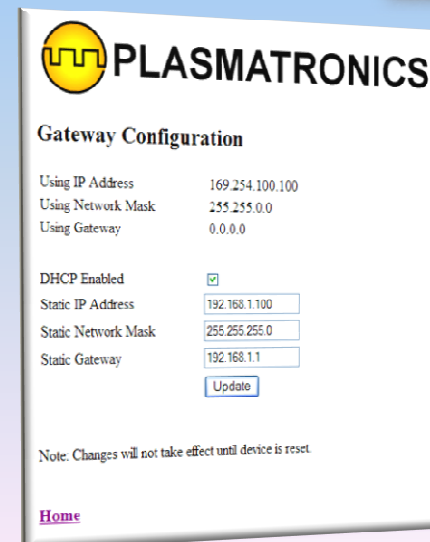 PLASMATRONICS
Gateway Configuration
Using IP Address 169.254.100.100
Using Network Mask 255.255.0.0
Using Gateway 0.0.0.0
DHCP Enabled
Static IP Address 192.168.1.100
Static Network Mask 255.255.255.0
Static Gateway 192.168.1.1
Update
Note: Changes will not take effect until device is reset.
Home